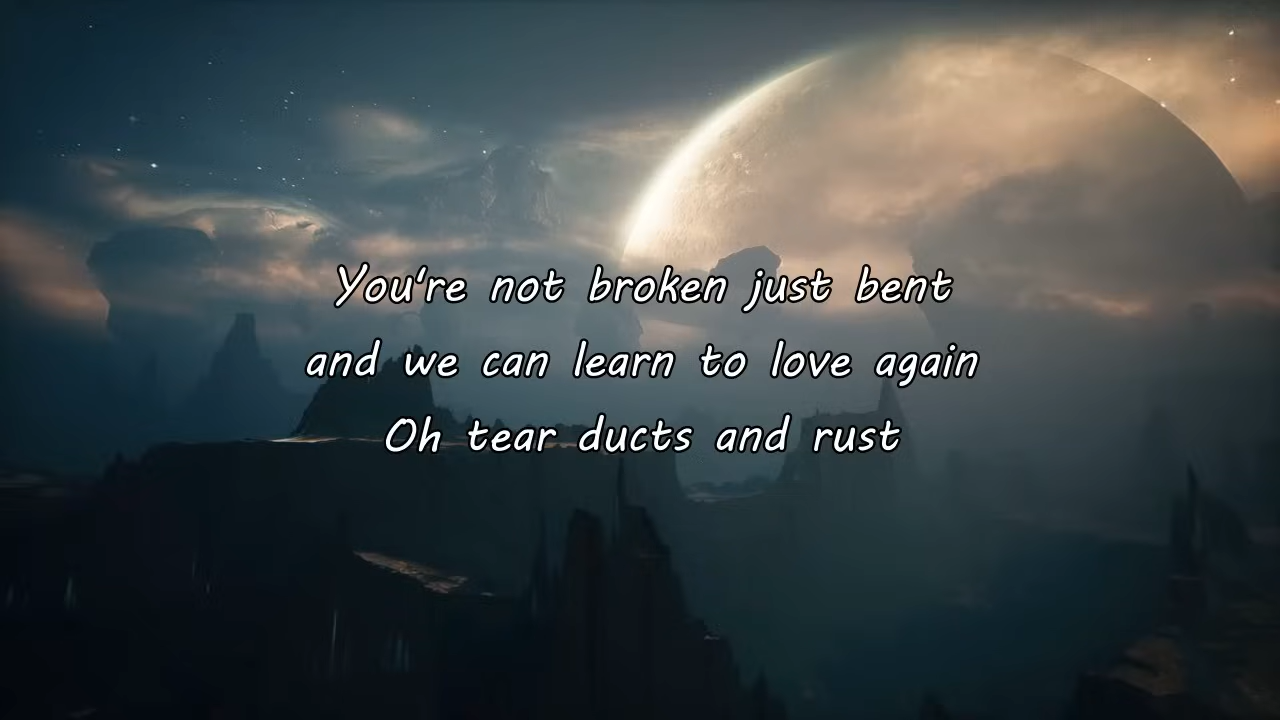 You're not broken just bent
and we can learn to love again
Oh tear ducts and rust